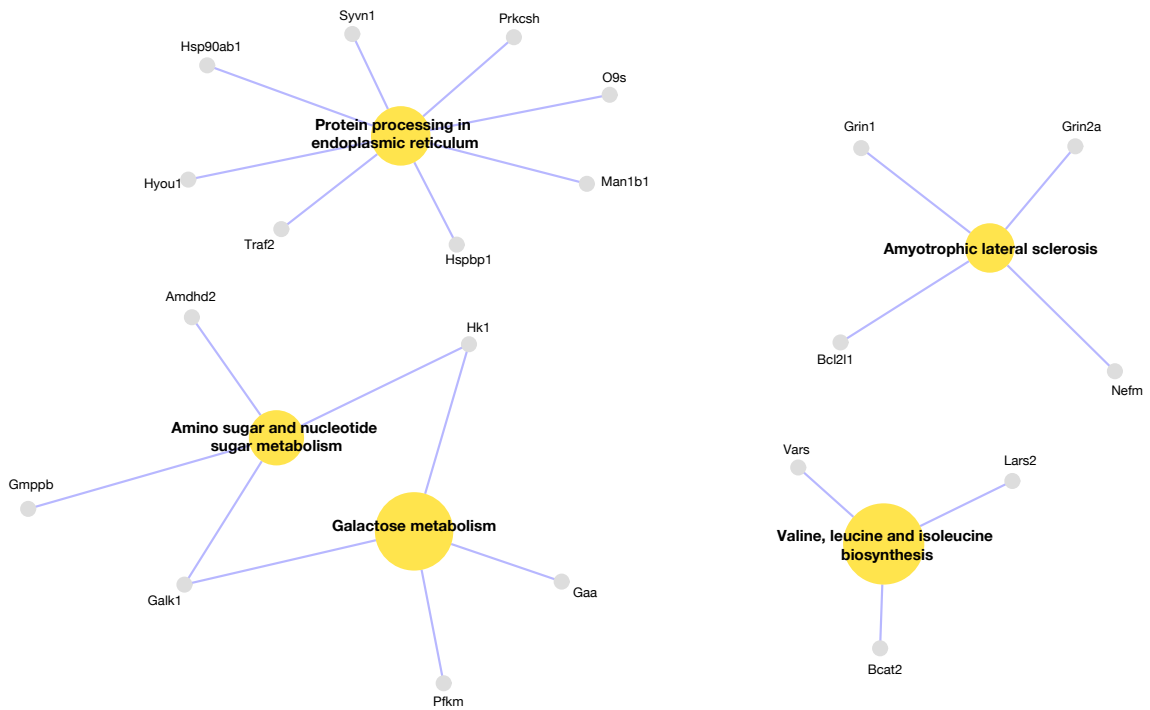 Syvn1
Prkcsh
Hsp90ab1
O9s
Protein processing in
endoplasmic reticulum
Hyou1
Man1b1
Traf2
Hspbp1
Grin1
Grin2a
Amyotrophic lateral sclerosis
Bcl2l1
Nefm
Amdhd2
Hk1
Amino sugar and nucleotide
sugar metabolism
Gmppb
Galactose metabolism
Galk1
Gaa
Pfkm
Vars
Lars2
Valine, leucine and isoleucine
biosynthesis
Bcat2